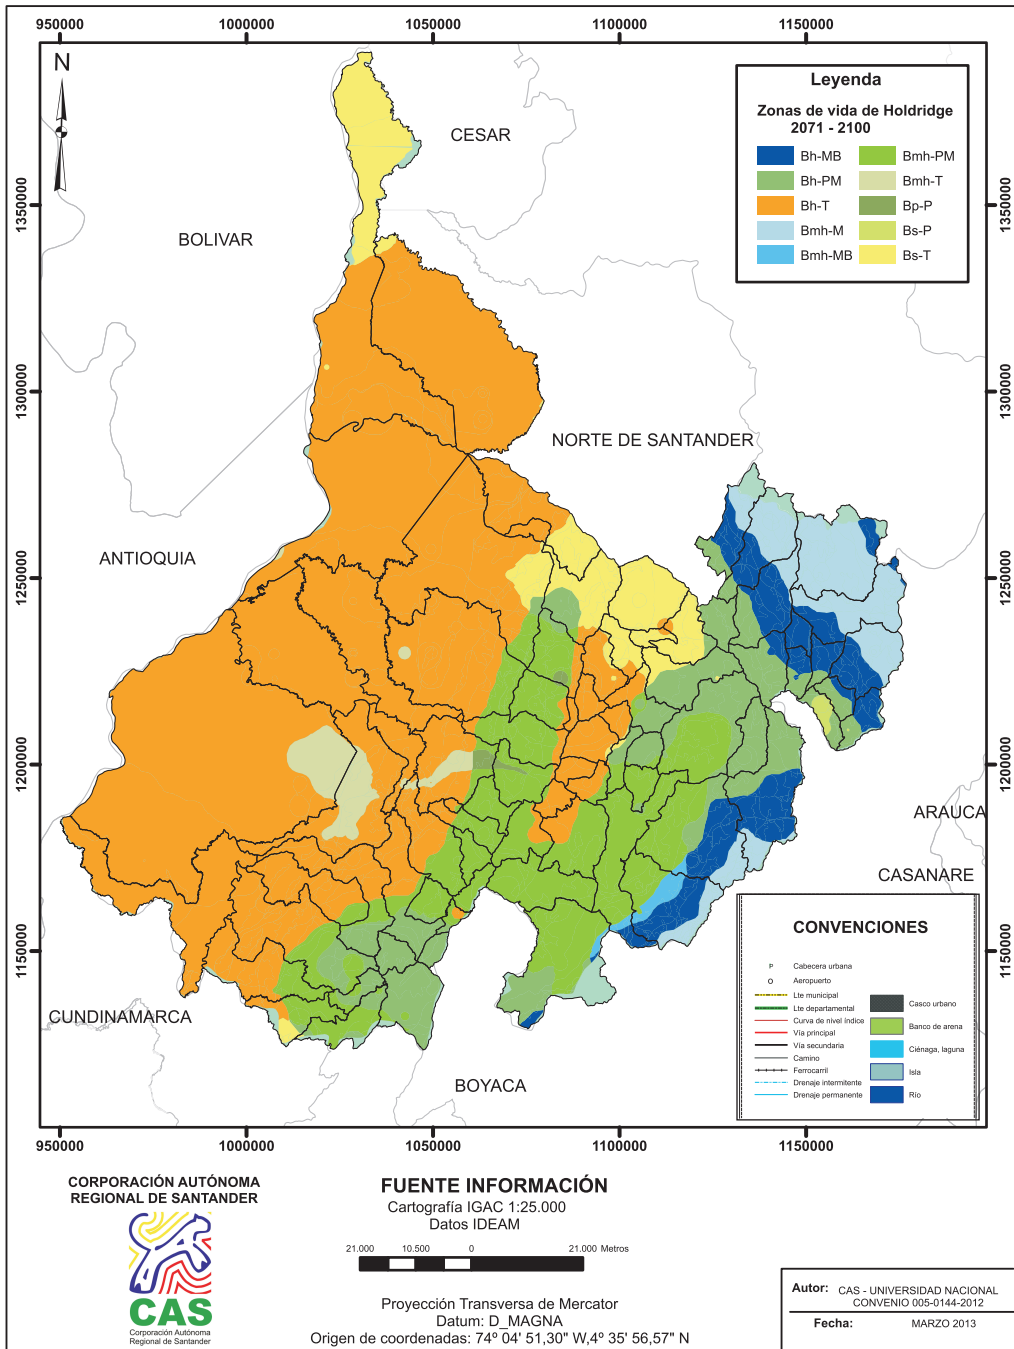 950000 1000000 1050000 1100000 1150000
N
Leyenda
Zonas de vida de Holdridge
2071 - 2100
Bh-MB
Bh-PM
Bh-T
Bmh-M
Bmh-MB
Bmh-PM
Bmh-T
Bp-P
Bs-P
Bs-T
CESAR
BOLIVAR
NORTE DE SANTANDER
ANTIOQUIA
ARAUCA
CASANARE
CUNDINAMARCA
BOYACA
1350000
1300000
1250000
1200000
1150000
1350000
1300000
1250000
1200000
1150000
CONVENIONES
P Cabecera urbana
O Aeropuerto
Lte municipal
Lte departamental
Curva de nivel índice
Vía principal
Vía secundaria
Camino
Ferrocarril
Drenaje intermitente
Drenaje permanente
Casco urbano
Banco de arena
Ciénaga, laguna
Isla
Río
950000 1000000 1050000 1100000 1150000
CORPORACIÓN AUTÓNOMA
REGIONAL DE SANTANDER
CAS
Corporación Autónoma
Regional de Santander
FUENTE INFORMACIÓN
Cartografía IGAC 1:25.000
Datos IDEAM
21.000 10.500 0 21.000 Metros
Proyección Transversa de Mercator
Datum: D_MAGNA
Origen de coordenadas: 74º 04' 51,30" W,4º 35' 56,57" N
Autor: CAS - UNIVERSIDAD NACIONAL
CONVENIO 005-0144-2012
Fecha: MARZO 2013